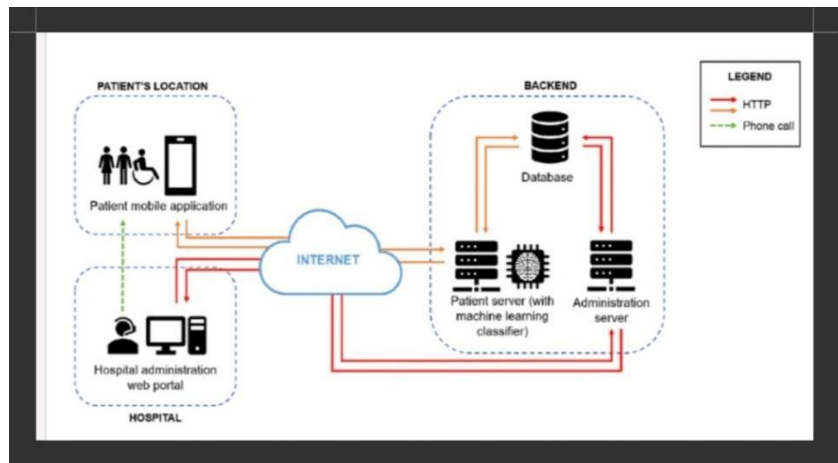 PATIENT'S LOCATION
Patient mobile application
Hospital administration
web portal
HOSPITAL
INTERNET
BACKEND
Database
Patient server (with
machine learning
classifier)
Administration
server
LEGEND
HTTP
Phone call